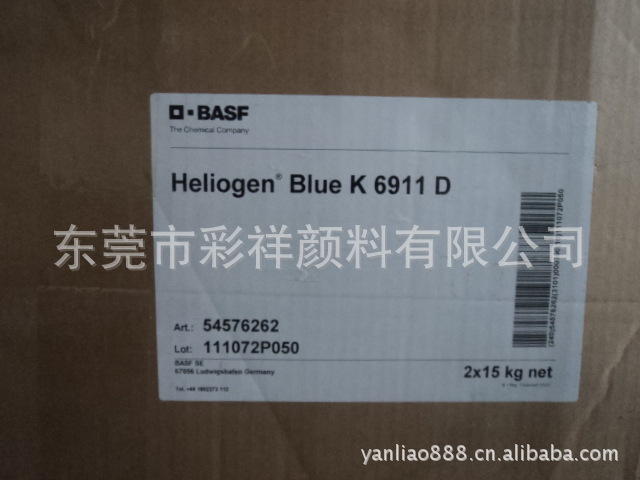 BASF
The Chemical Company
Heliogen® Blue K 6911 D
东莞市彩祥颜料有限公司
Art.: 54576262
Lot: 111072P050
BASF SE
67056 Ludwigshafen Germany
2x15 kg net
yanliao888.cn.alibaba.com